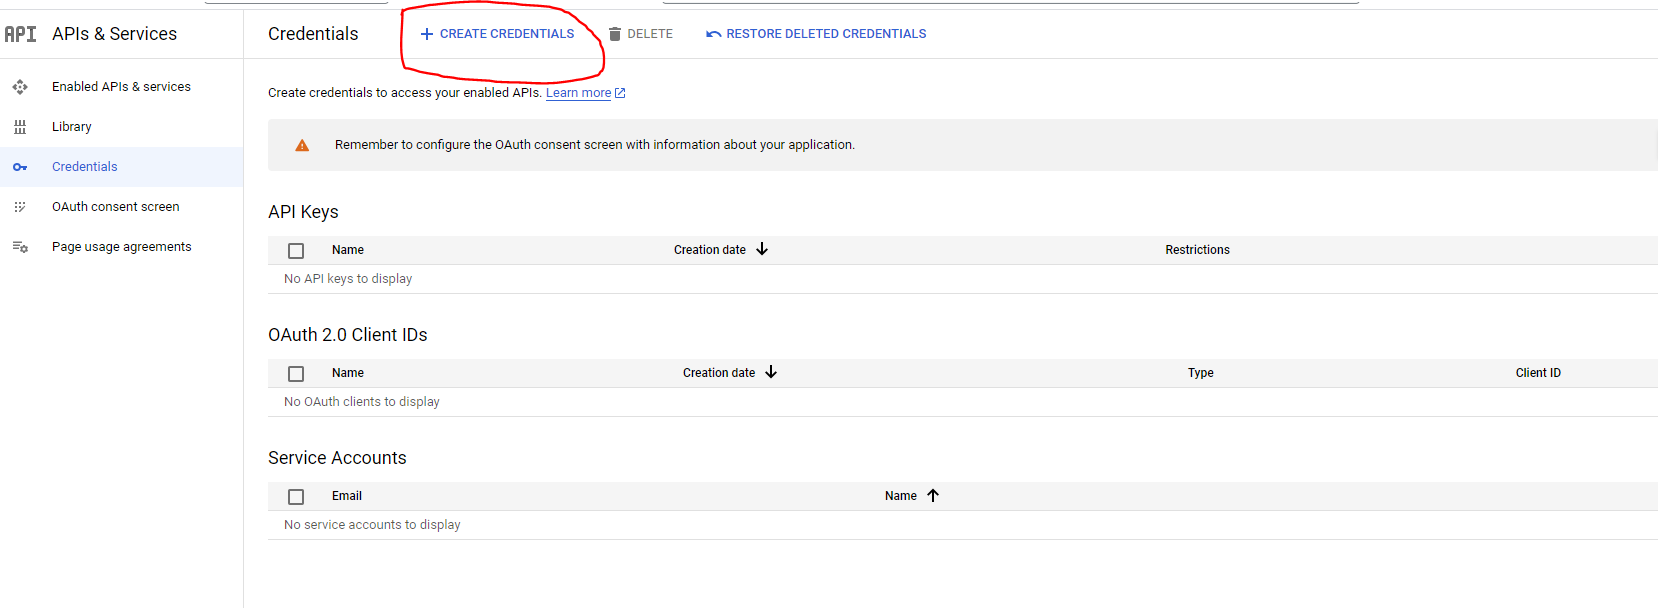 API APIs & Services
Credentials
CREATE CREDENTIALS
DELETE
RESTORE DELETED CREDENTIALS
Enabled APIs & services
Library
Credentials
OAuth consent screen
Page usage agreements
Create credentials to access your enabled APIs. Learn more
Remember to configure the OAuth consent screen with information about your application.
API Keys
Name Creation date Restrictions
No API keys to display
OAuth 2.0 Client IDs
Name Creation date Type Client ID
No OAuth clients to display
Service Accounts
Email Name
No service accounts to display